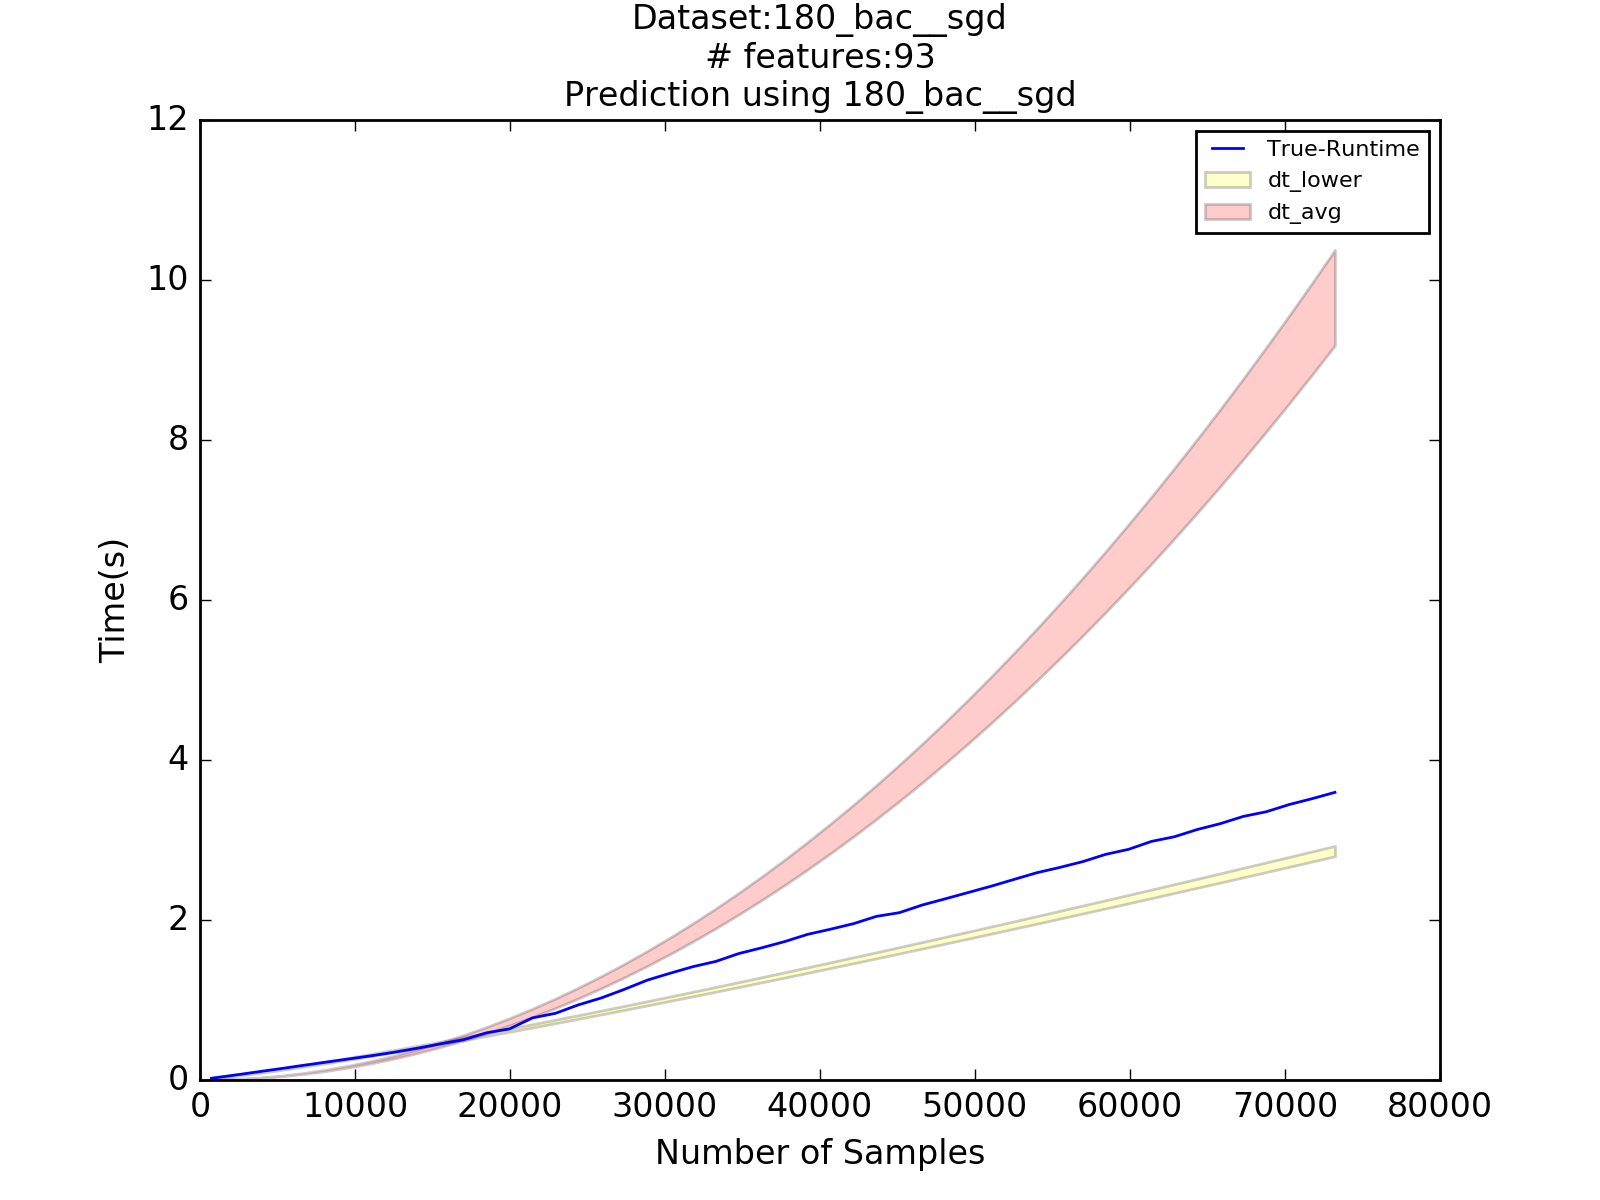 Dataset:180_bac__sgd
# features:93
Prediction using 180_bac__sgd
12
10
8
6
4
2
0
Time(s)
True-Runtime
dt_lower
dt_avg
0 10000 20000 30000 40000 50000 60000 70000 80000
Number of Samples